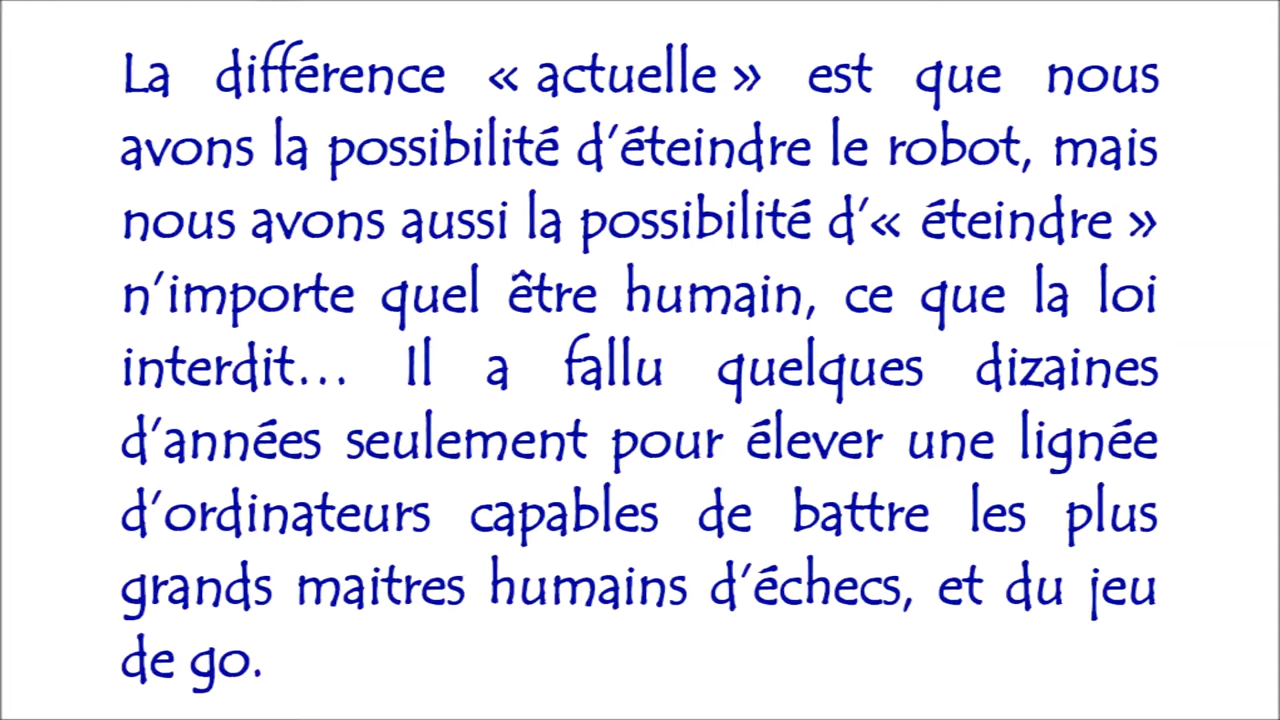 La différence « actuelle » est que nous
avons la possibilité d’éteindre le robot, mais
nous avons aussi la possibilité d’« éteindre »
n’importe quel être humain, ce que la loi
interdit… Il a fallu quelques dizaines
d’années seulement pour élever une lignée
d’ordinateurs capables de battre les plus
grands maitres humains d’échecs, et du jeu
de go.